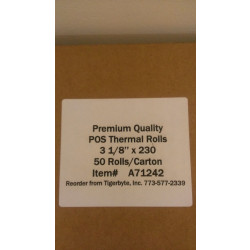 Premium Quality
POS Thermal Rolls
3 1/8" x 230
50 Rolls/Carton
Item# A71242
Reorder from Tigerbyte, Inc. 773-577-2339